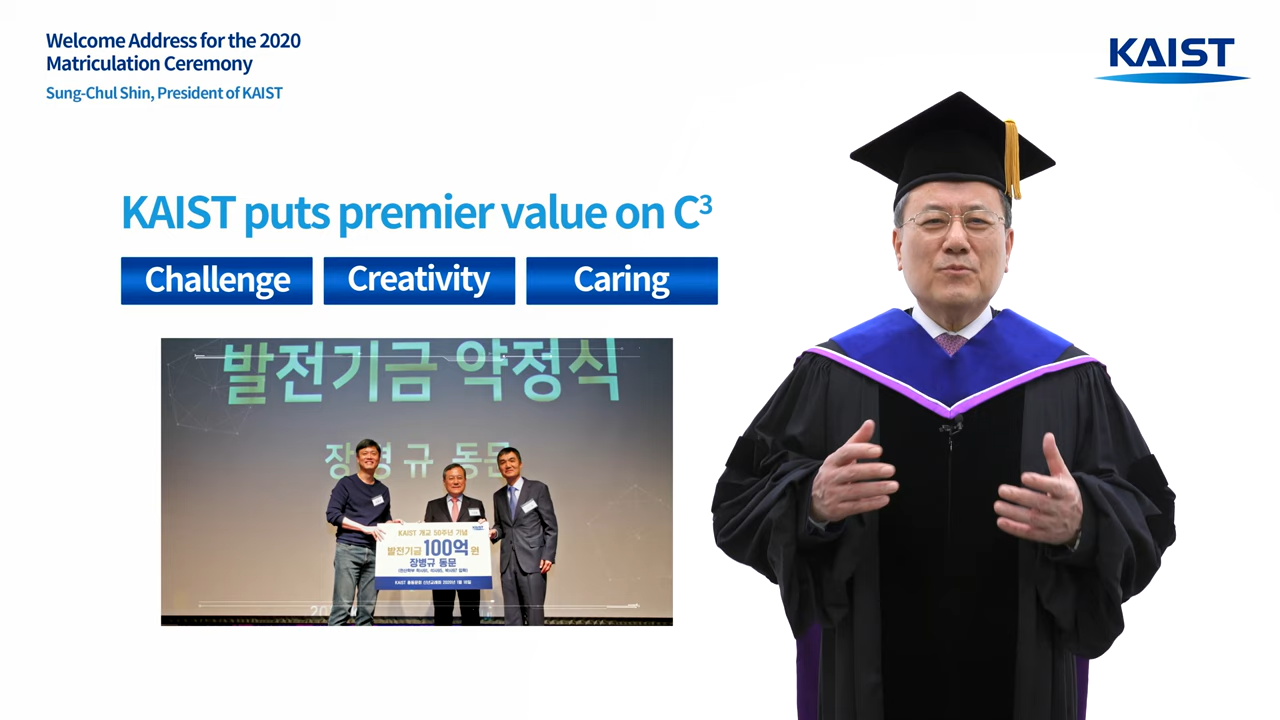 Welcome Address for the 2020
Matriculation Ceremony
Sung-Chul Shin, President of KAIST
KAIST
KAIST puts premier value on C³
Challenge
Creativity
Caring
발전기금 약정식
장병규 동문
KAIST
KAIST 개교 50주년 기념
발전기금 100억 원
장병규 동문